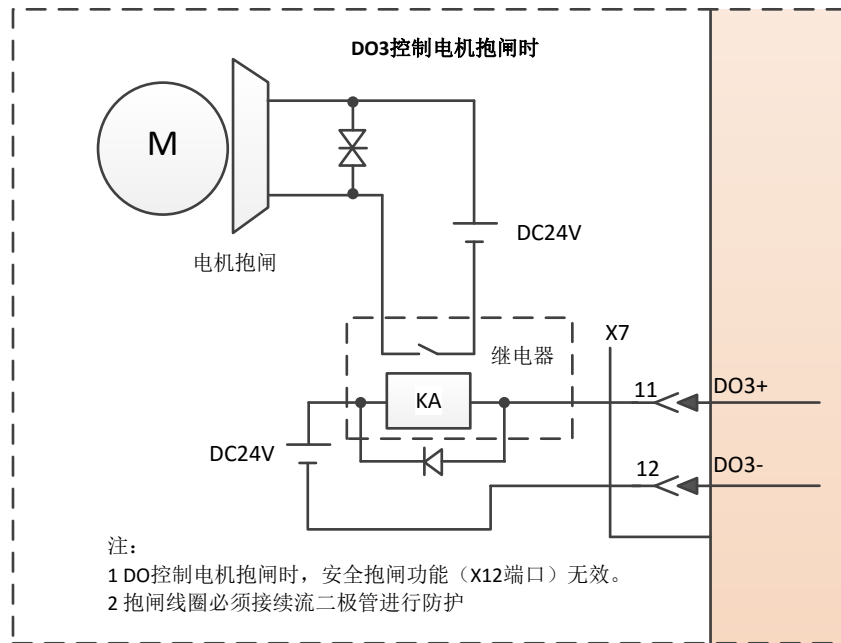 DO3控制电机抱闸时
M
DC24V
电机抱闸
继电器
X7
KA
11
DO3+
DC24V
12
DO3-
注：
1 DO控制电机抱闸时，安全抱闸功能（X12端口）无效。
2 抱闸线圈必须接续流二极管进行防护